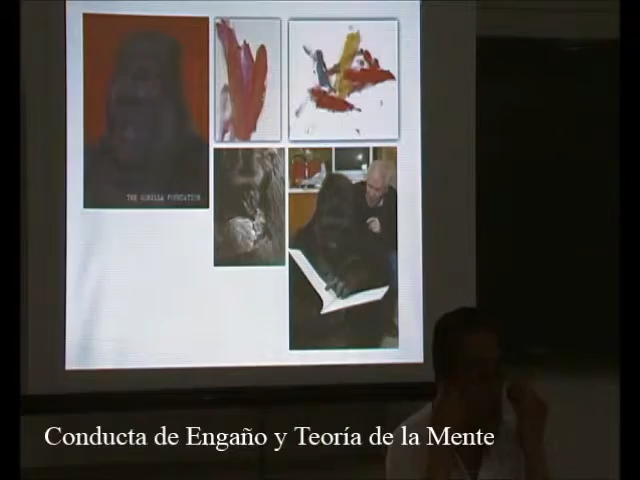 THE GORILLA FOUNDATION
Conducta de Engaño y Teoría de la Mente